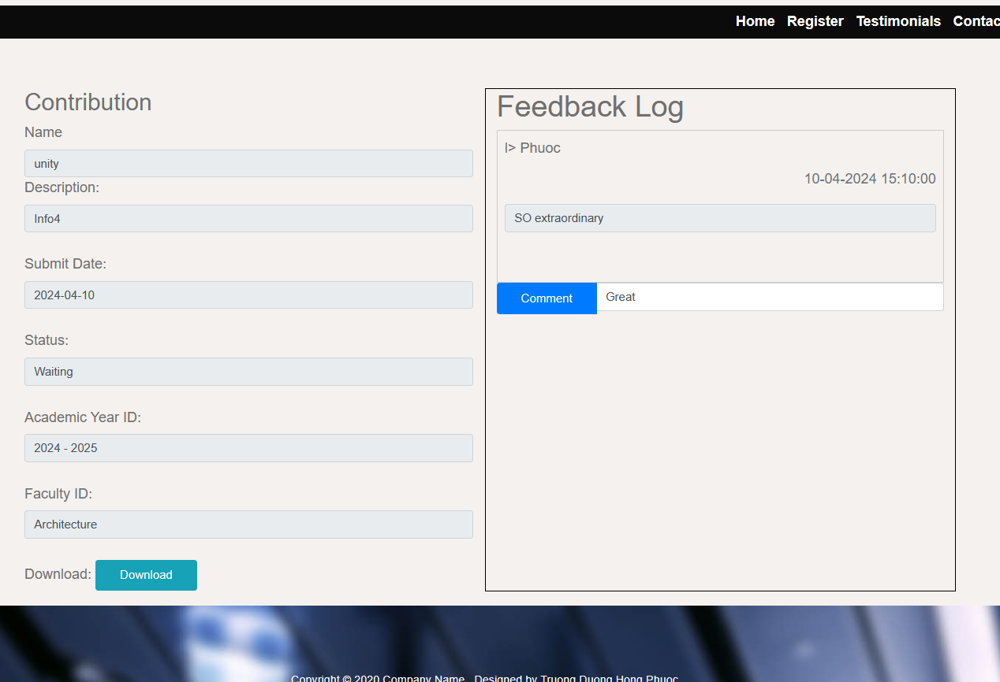 Home Register Testimonials Contac
Contribution
Name
unity
Description:
Info4
Submit Date:
2024-04-10
Status:
Waiting
Academic Year ID:
2024 - 2025
Faculty ID:
Architecture
Download: Download
Feedback Log
l> Phuoc
10-04-2024 15:10:00
SO extraordinary
Comment Great
Copyright © 2020 Company Name Designed by Truong Duong Hong Phuoc